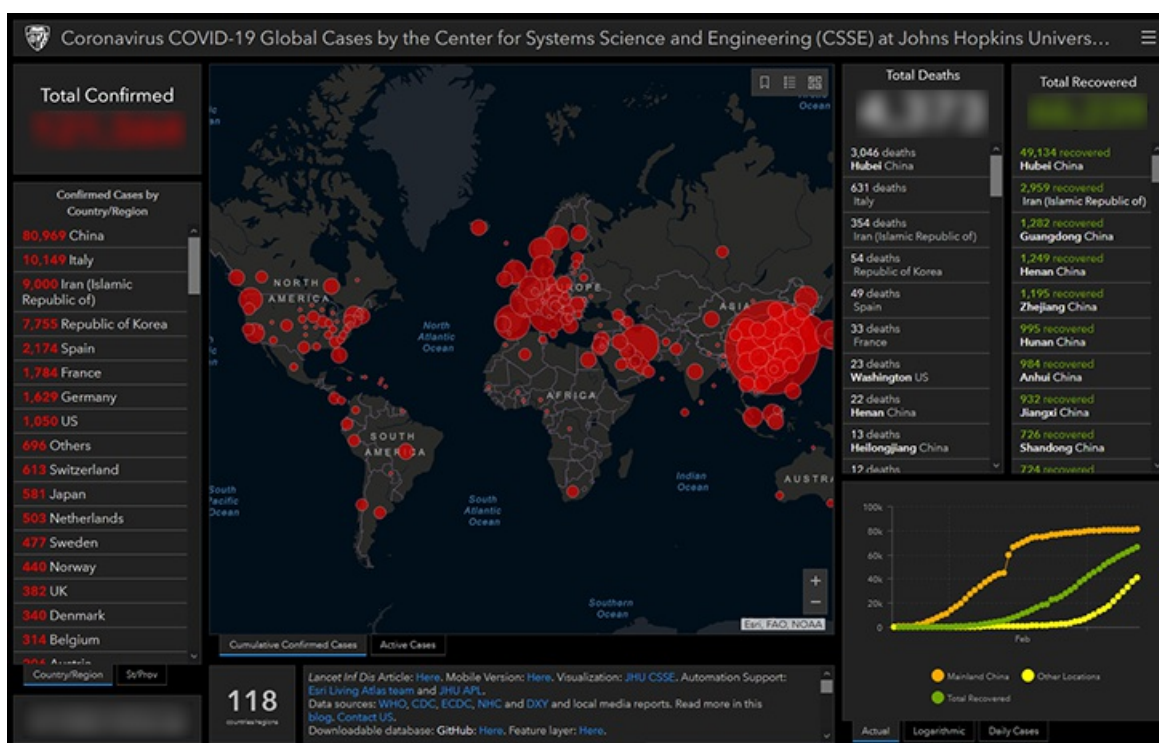 Coronavirus COVID-19 Global Cases by the Center for Systems Science and Engineering (CSSE) at Johns Hopkins Univers...
Total Confirmed
Confirmed Cases by
Country/Region
80,969 China
10,149 Italy
9,000 Iran (Islamic
Republic of)
7,755 Republic of Korea
2,174 Spain
1,784 France
1,629 Germany
1,050 US
696 Others
613 Switzerland
581 Japan
503 Netherlands
477 Sweden
440 Norway
382 UK
340 Denmark
314 Belgium
Country/Region
St/Prov
Arctic
Ocean
NORTH
AMERICA
EUROPE
ASIA
North
Atlantic
Ocean
AFRICA
SOUTH
AMERICA
Indian
Ocean
AUSTR
South
Pacific
Ocean
South
Atlantic
Ocean
Southern
Ocean
+
−
Esri, FAO, NOAA
Cumulative Confirmed Cases
Active Cases
118
countries/regions
Lancet Inf Dis Article: Here. Mobile Version: Here. Visualization: JHU CSSE. Automation Support:
Esri Living Atlas team and JHU APL.
Data sources: WHO, CDC, ECDC, NHC and DXY and local media reports. Read more in this
blog. Contact US.
Downloadable database: GitHub: Here. Feature layer: Here.
Total Deaths
3,046 deaths
Hubei China
631 deaths
Italy
354 deaths
Iran (Islamic Republic of)
54 deaths
Republic of Korea
49 deaths
Spain
33 deaths
France
23 deaths
Washington US
22 deaths
Henan China
13 deaths
Heilongjiang China
12 deaths
Total Recovered
49,134 recovered
Hubei China
2,959 recovered
Iran (Islamic Republic of)
1,282 recovered
Guangdong China
1,249 recovered
Henan China
1,195 recovered
Zhejiang China
995 recovered
Hunan China
984 recovered
Anhui China
932 recovered
Jiangxi China
726 recovered
Shandong China
724 recovered
100k
80k
60k
40k
20k
0
Feb
Mainland China
Other Locations
Total Recovered
Actual
Logarithmic
Daily Cases